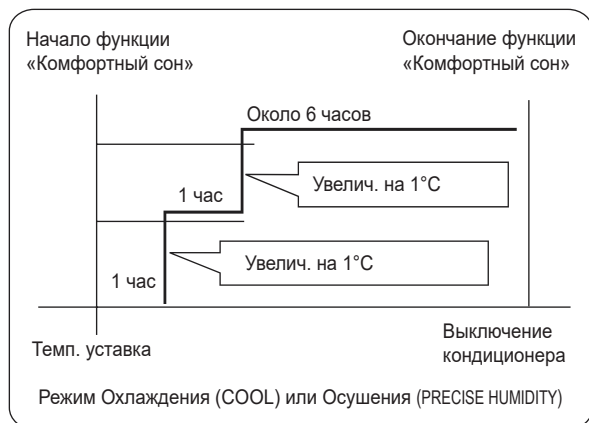 Начало функции
«Комфортный сон»
Окончание функции
«Комфортный сон»
Около 6 часов
Увелич. на 1°C
1 час
Увелич. на 1°C
1 час
Темп. уставка
Выключение
кондиционера
Режим Охлаждения (COOL) или Осушения (PRECISE HUMIDITY)